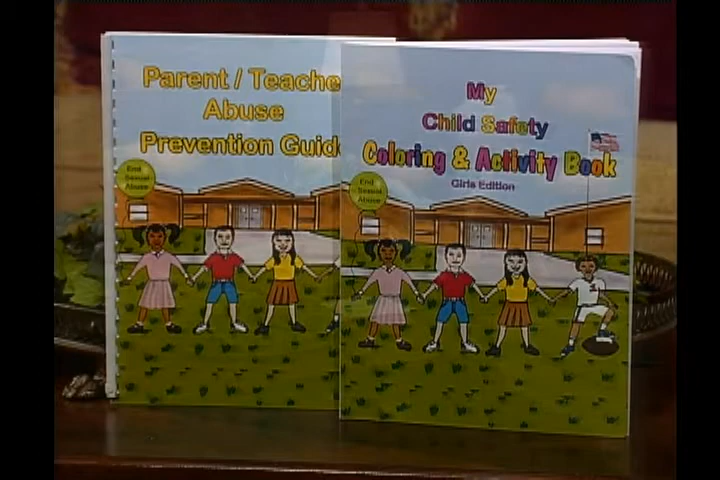 Parent / Teache
Abuse
Prevention Guid
End
Sexual
Abuse
My
Child Safety
Coloring & Activity Book
Girls Edition
End
Sexual
Abuse